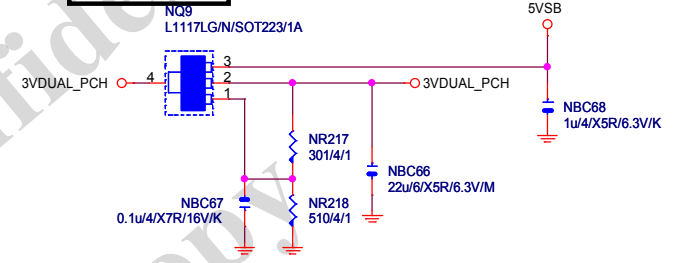 NQ9
L1117LG/N/SOT223/1A
5VSB
3
3VDUAL_PCH
4
2
3VDUAL_PCH
1
NBC68
1u/4/X5R/6.3V/K
NR217
301/4/1
NBC66
22u/6/X5R/6.3V/M
NBC67
0.1u/4/X7R/16V/K
NR218
510/4/1